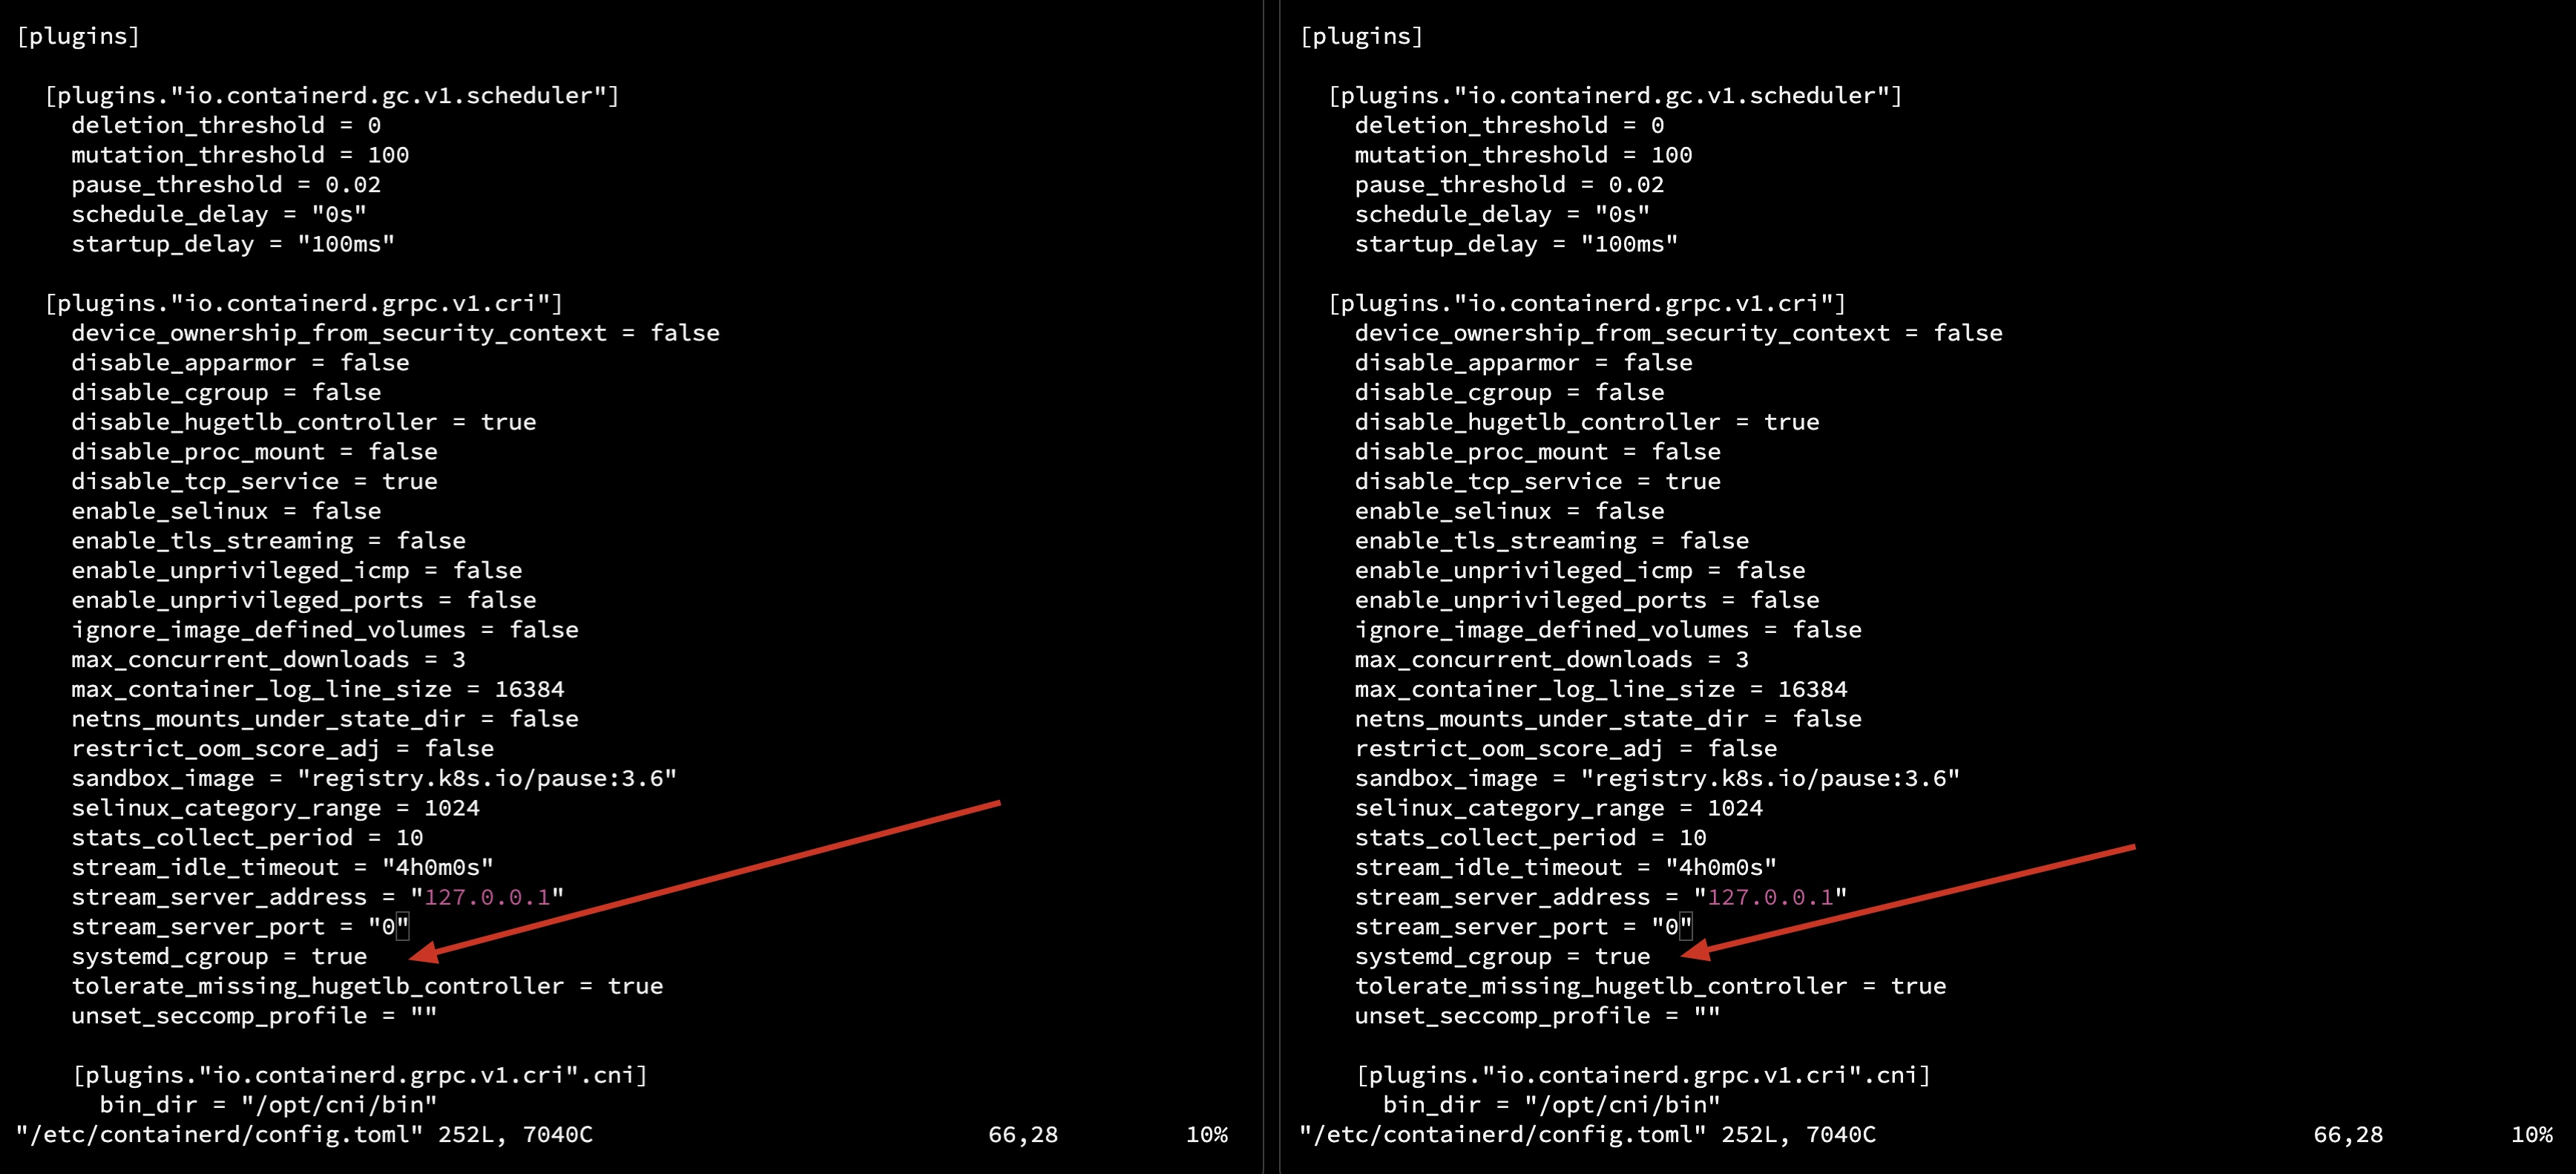 [plugins]
[plugins."io.containerd.gc.v1.scheduler"]
deletion_threshold = 0
mutation_threshold = 100
pause_threshold = 0.02
schedule_delay = "0s"
startup_delay = "100ms"
[plugins."io.containerd.grpc.v1.cri"]
device_ownership_from_security_context = false
disable_apparmor = false
disable_cgroup = false
disable_hugetlb_controller = true
disable_proc_mount = false
disable_tcp_service = true
enable_selinux = false
enable_tls_streaming = false
enable_unprivileged_icmp = false
enable_unprivileged_ports = false
ignore_image_defined_volumes = false
max_concurrent_downloads = 3
max_container_log_line_size = 16384
netns_mounts_under_state_dir = false
restrict_oom_score_adj = false
sandbox_image = "registry.k8s.io/pause:3.6"
selinux_category_range = 1024
stats_collect_period = 10
stream_idle_timeout = "4h0m0s"
stream_server_address = "127.0.0.1"
stream_server_port = "0"
systemd_cgroup = true
tolerate_missing_hugetlb_controller = true
unset_seccomp_profile = ""
[plugins."io.containerd.grpc.v1.cri".cni]
bin_dir = "/opt/cni/bin"
"/etc/containerd/config.toml" 252L, 7040C 66,28 10%
[plugins]
[plugins."io.containerd.gc.v1.scheduler"]
deletion_threshold = 0
mutation_threshold = 100
pause_threshold = 0.02
schedule_delay = "0s"
startup_delay = "100ms"
[plugins."io.containerd.grpc.v1.cri"]
device_ownership_from_security_context = false
disable_apparmor = false
disable_cgroup = false
disable_hugetlb_controller = true
disable_proc_mount = false
disable_tcp_service = true
enable_selinux = false
enable_tls_streaming = false
enable_unprivileged_icmp = false
enable_unprivileged_ports = false
ignore_image_defined_volumes = false
max_concurrent_downloads = 3
max_container_log_line_size = 16384
netns_mounts_under_state_dir = false
restrict_oom_score_adj = false
sandbox_image = "registry.k8s.io/pause:3.6"
selinux_category_range = 1024
stats_collect_period = 10
stream_idle_timeout = "4h0m0s"
stream_server_address = "127.0.0.1"
stream_server_port = "0"
systemd_cgroup = true
tolerate_missing_hugetlb_controller = true
unset_seccomp_profile = ""
[plugins."io.containerd.grpc.v1.cri".cni]
bin_dir = "/opt/cni/bin"
"/etc/containerd/config.toml" 252L, 7040C 66,28 10%